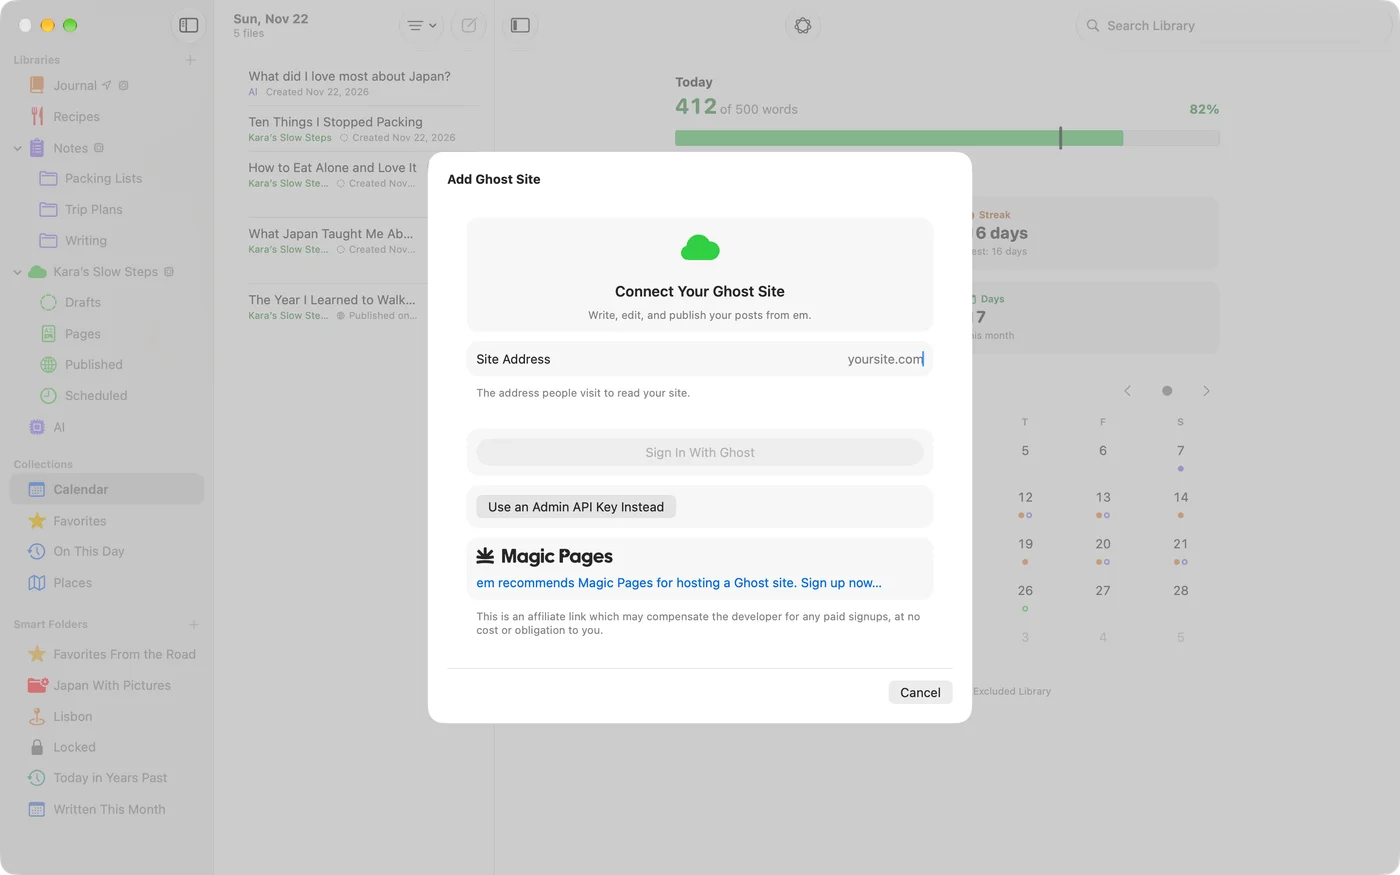 Sun, Nov 22
5 files
Search Library
Libraries
Journal
Recipes
Notes
Packing Lists
Trip Plans
Writing
Kara's Slow Steps
Drafts
Pages
Published
Scheduled
AI
Collections
Calendar
Favorites
On This Day
Places
Smart Folders
Favorites From the Road
Japan With Pictures
Lisbon
Locked
Today in Years Past
Written This Month
What did I love most about Japan?
AI Created Nov 22, 2026
Ten Things I Stopped Packing
Kara's Slow Steps Created Nov 22, 2026
How to Eat Alone and Love It
Kara's Slow Ste... Created Nov...
What Japan Taught Me Ab...
Kara's Slow Ste... Created Nov...
The Year I Learned to Walk...
Kara's Slow Ste... Published on...
Today
412 of 500 words
82%
Add Ghost Site
Connect Your Ghost Site
Write, edit, and publish your posts from em.
Site Address
yoursite.com
The address people visit to read your site.
Sign In With Ghost
Use an Admin API Key Instead
Magic Pages
em recommends Magic Pages for hosting a Ghost site. Sign up now...
This is an affiliate link which may compensate the developer for any paid signups, at no
cost or obligation to you.
Cancel
Streak
6 days
est: 16 days
Days
7
his month
T F S
5 6 7
12 13 14
19 20 21
26 27 28
3 4 5
Excluded Library